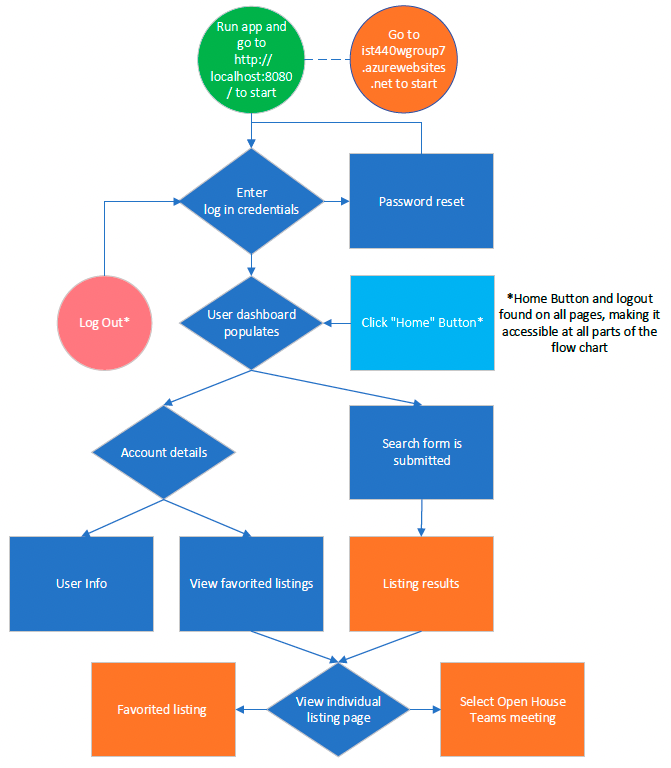 Run app and
go to
http://
localhost:8080
/ to start
Go to
ist440wgroup7
.azurewebsites
.net to start
Enter
log in credentials
Password reset
Log Out*
User dashboard
populates
Click "Home" Button*
*Home Button and logout
found on all pages, making it
accessible at all parts of the
flow chart
Account details
Search form is
submitted
User Info
View favorited listings
Listing results
Favorited listing
View individual
listing page
Select Open House
Teams meeting